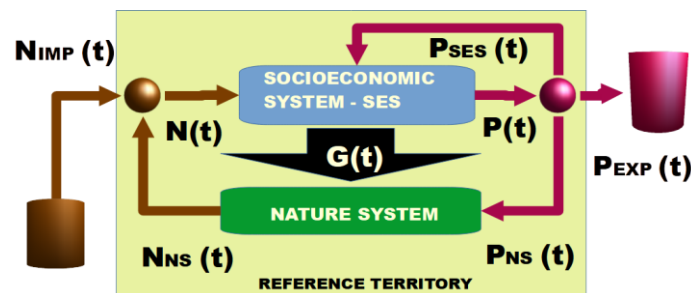 NIMP (t)
PSES (t)
SOCIOECONOMIC
SYSTEM - SES
N(t)
P(t)
G(t)
PEXP (t)
NATURE SYSTEM
NNS (t)
PNS (t)
REFERENCE TERRITORY